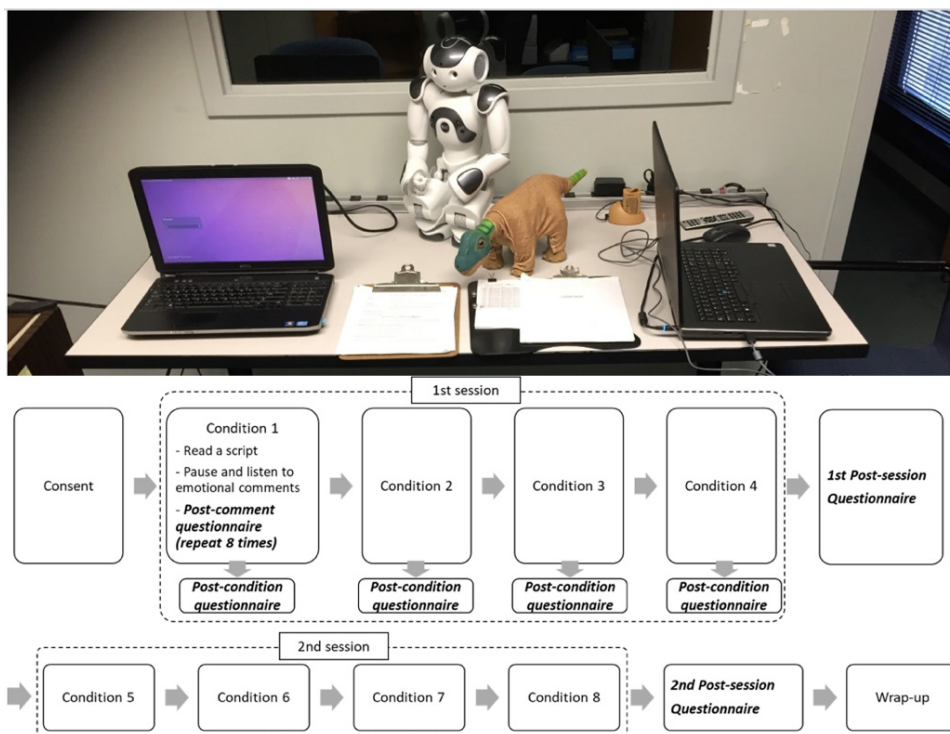 1st session
Consent
Condition 1
- Read a script
- Pause and listen to
emotional comments
- Post-comment
questionnaire
(repeat 8 times)
Condition 2
Condition 3
Condition 4
1st Post-session
Questionnaire
Post-condition
questionnaire
Post-condition
questionnaire
Post-condition
questionnaire
Post-condition
questionnaire
2nd session
Condition 5
Condition 6
Condition 7
Condition 8
2nd Post-session
Questionnaire
Wrap-up